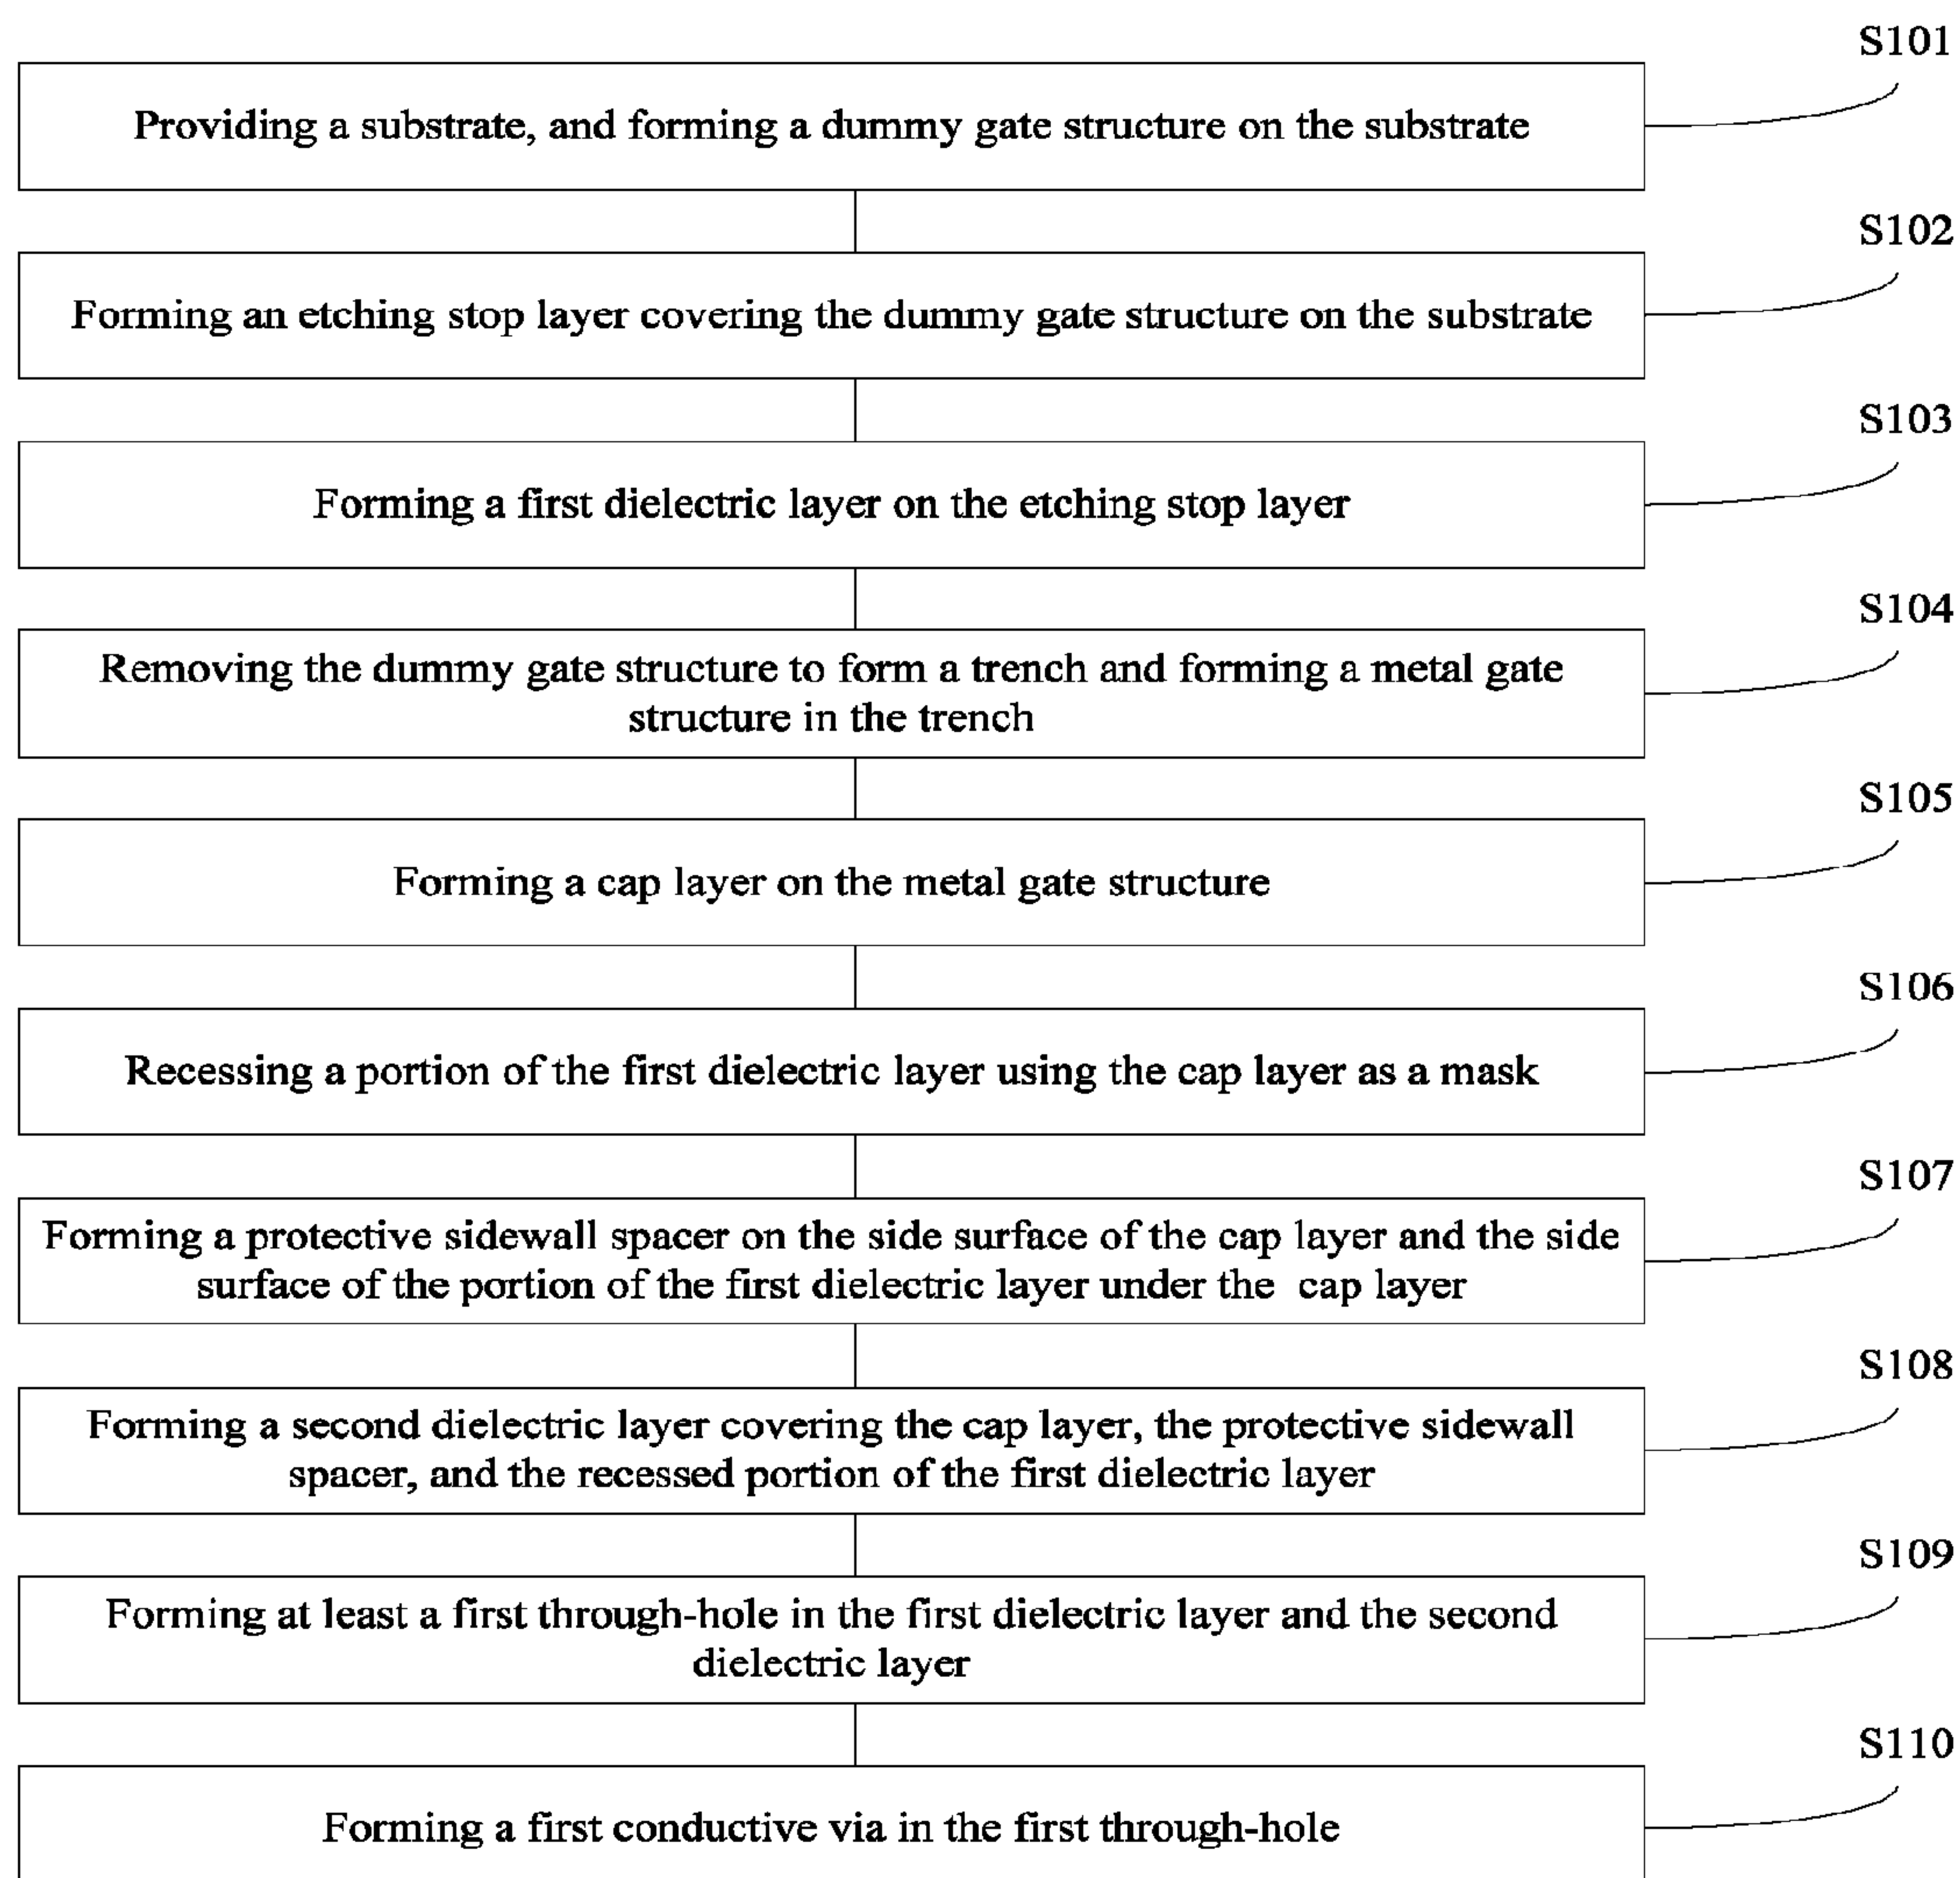 S101
Providing a substrate, and forming a dummy gate structure on the substrate
S102
Forming an etching stop layer covering the dummy gate structure on the substrate
S103
Forming a first dielectric layer on the etching stop layer
S104
Removing the dummy gate structure to form a trench and forming a metal gate
structure in the trench
S105
Forming a cap layer on the metal gate structure
S106
Recessing a portion of the first dielectric layer using the cap layer as a mask
S107
Forming a protective sidewall spacer on the side surface of the cap layer and the side
surface of the portion of the first dielectric layer under the cap layer
S108
Forming a second dielectric layer covering the cap layer, the protective sidewall
spacer, and the recessed portion of the first dielectric layer
S109
Forming at least a first through-hole in the first dielectric layer and the second
dielectric layer
S110
Forming a first conductive via in the first through-hole